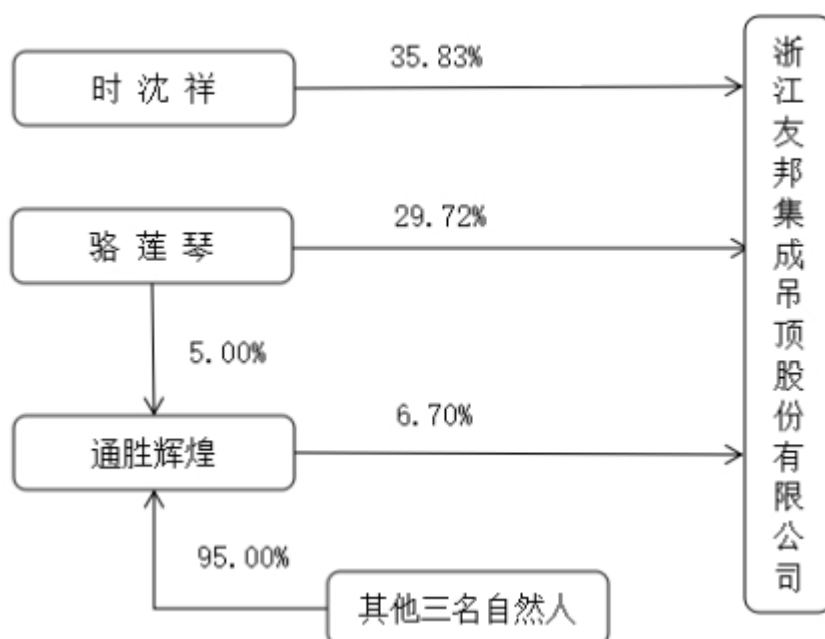 35.83%
时沈祥
骆莲琴
29.72%
5.00%
通胜辉煌
6.70%
95.00%
其他三名自然人
浙江友邦集成吊顶股份有限公司